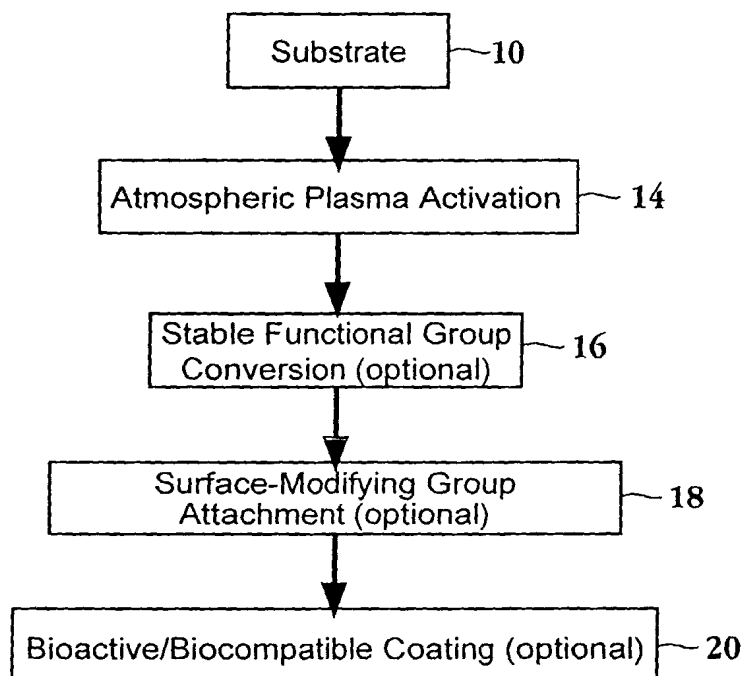 Substrate 10
Atmospheric Plasma Activation 14
Stable Functional Group
Conversion (optional) 16
Surface-Modifying Group
Attachment (optional) 18
Bioactive/Biocompatible Coating (optional) 20